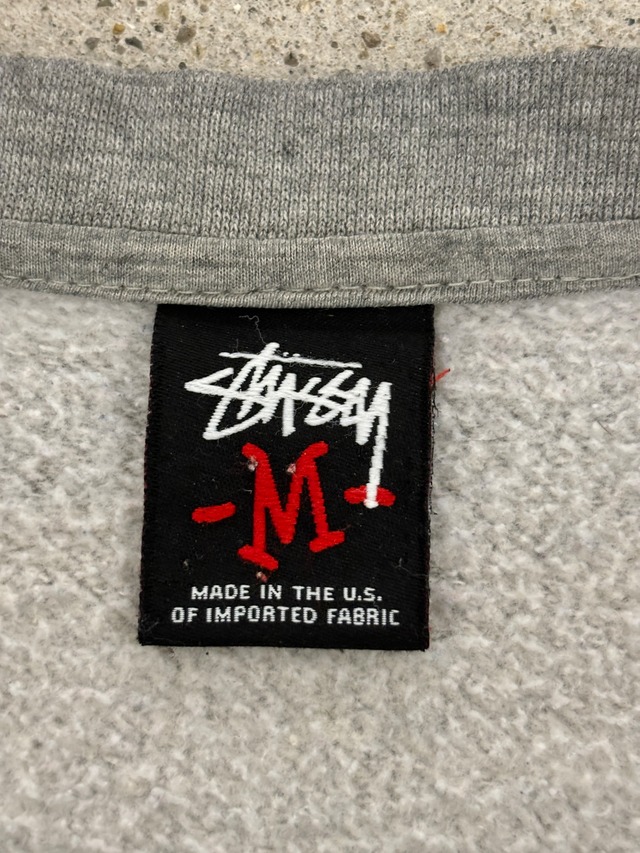 STÜSSY
- M -
MADE IN THE U.S.
OF IMPORTED FABRIC